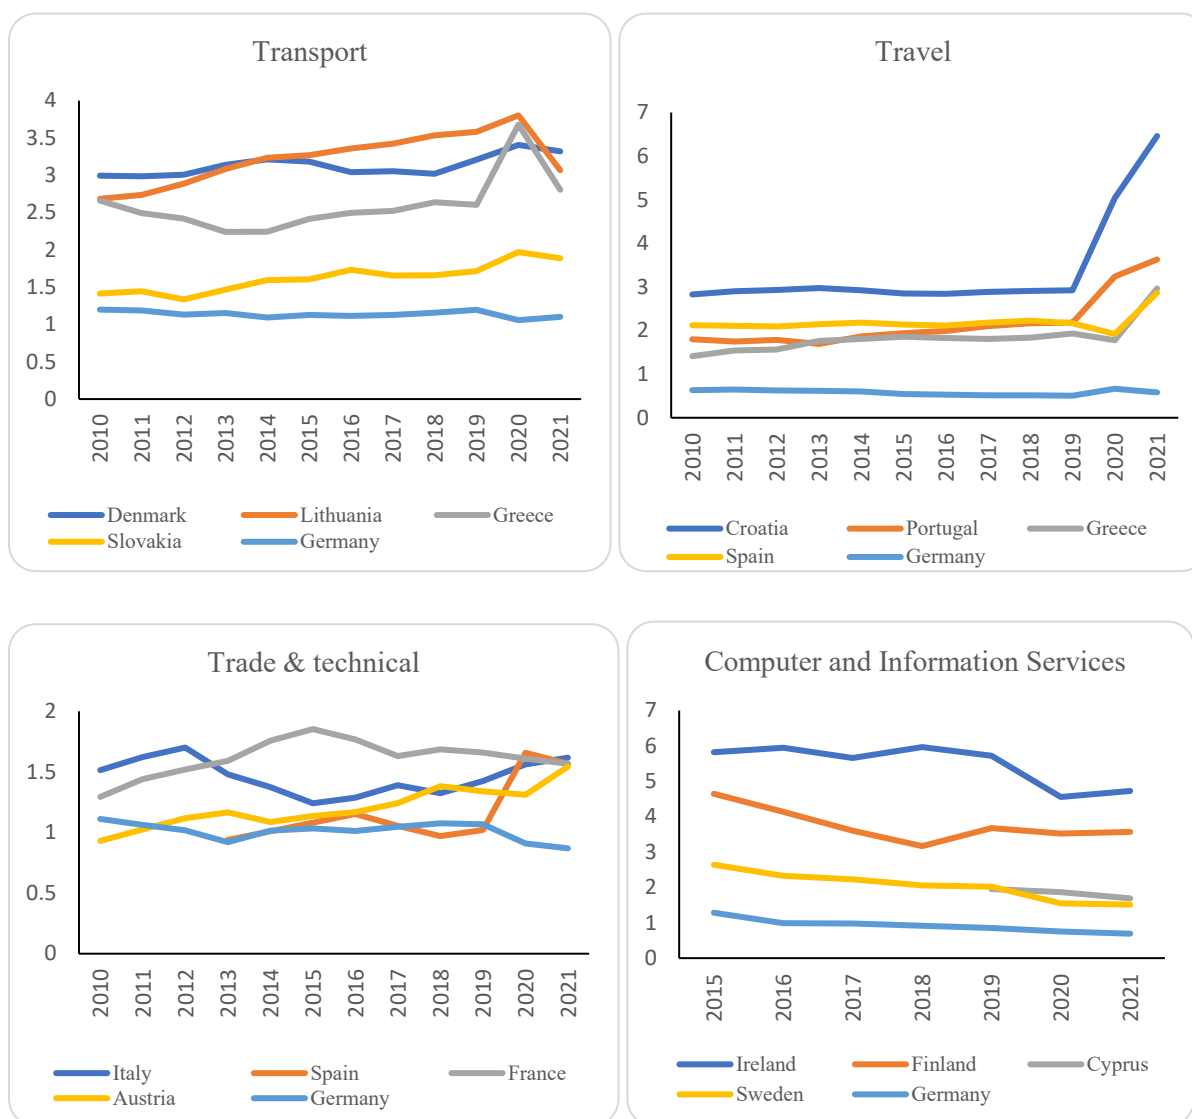 Transport
4
3.5
3
2.5
2
1.5
1
0.5
0
2010 2011 2012 2013 2014 2015 2016 2017 2018 2019 2020 2021
Denmark Lithuania Greece
Slovakia Germany
Travel
7
6
5
4
3
2
1
0
2010 2011 2012 2013 2014 2015 2016 2017 2018 2019 2020 2021
Croatia Portugal Greece
Spain Germany
Trade & technical
2
1.5
1
0.5
0
2010 2011 2012 2013 2014 2015 2016 2017 2018 2019 2020 2021
Italy Spain France
Austria Germany
Computer and Information Services
7
6
5
4
3
2
1
0
2015 2016 2017 2018 2019 2020 2021
Ireland Finland Cyprus
Sweden Germany